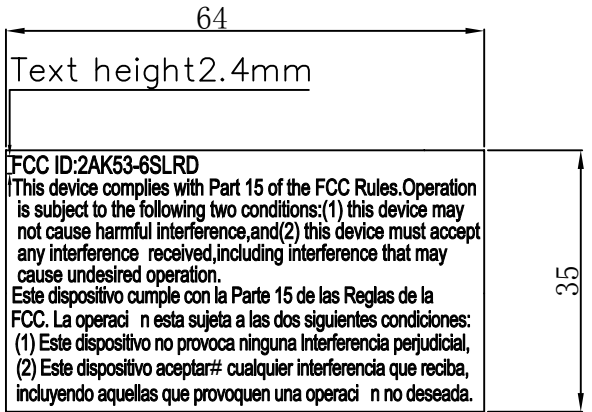 64
Text height2.4mm
FCC ID:2AK53-6SLRD
This device complies with Part 15 of the FCC Rules.Operation
is subject to the following two conditions:(1) this device may
not cause harmful interference,and(2) this device must accept
any interference received,including interference that may
cause undesired operation.
Este dispositivo cumple con la Parte 15 de las Reglas de la
FCC. La operaci n esta sujeta a las dos siguientes condiciones:
(1) Este dispositivo no provoca ninguna Interferencia perjudicial,
(2) Este dispositivo aceptar# cualquier interferencia que reciba,
incluyendo aquellas que provoquen una operaci n no deseada.
35